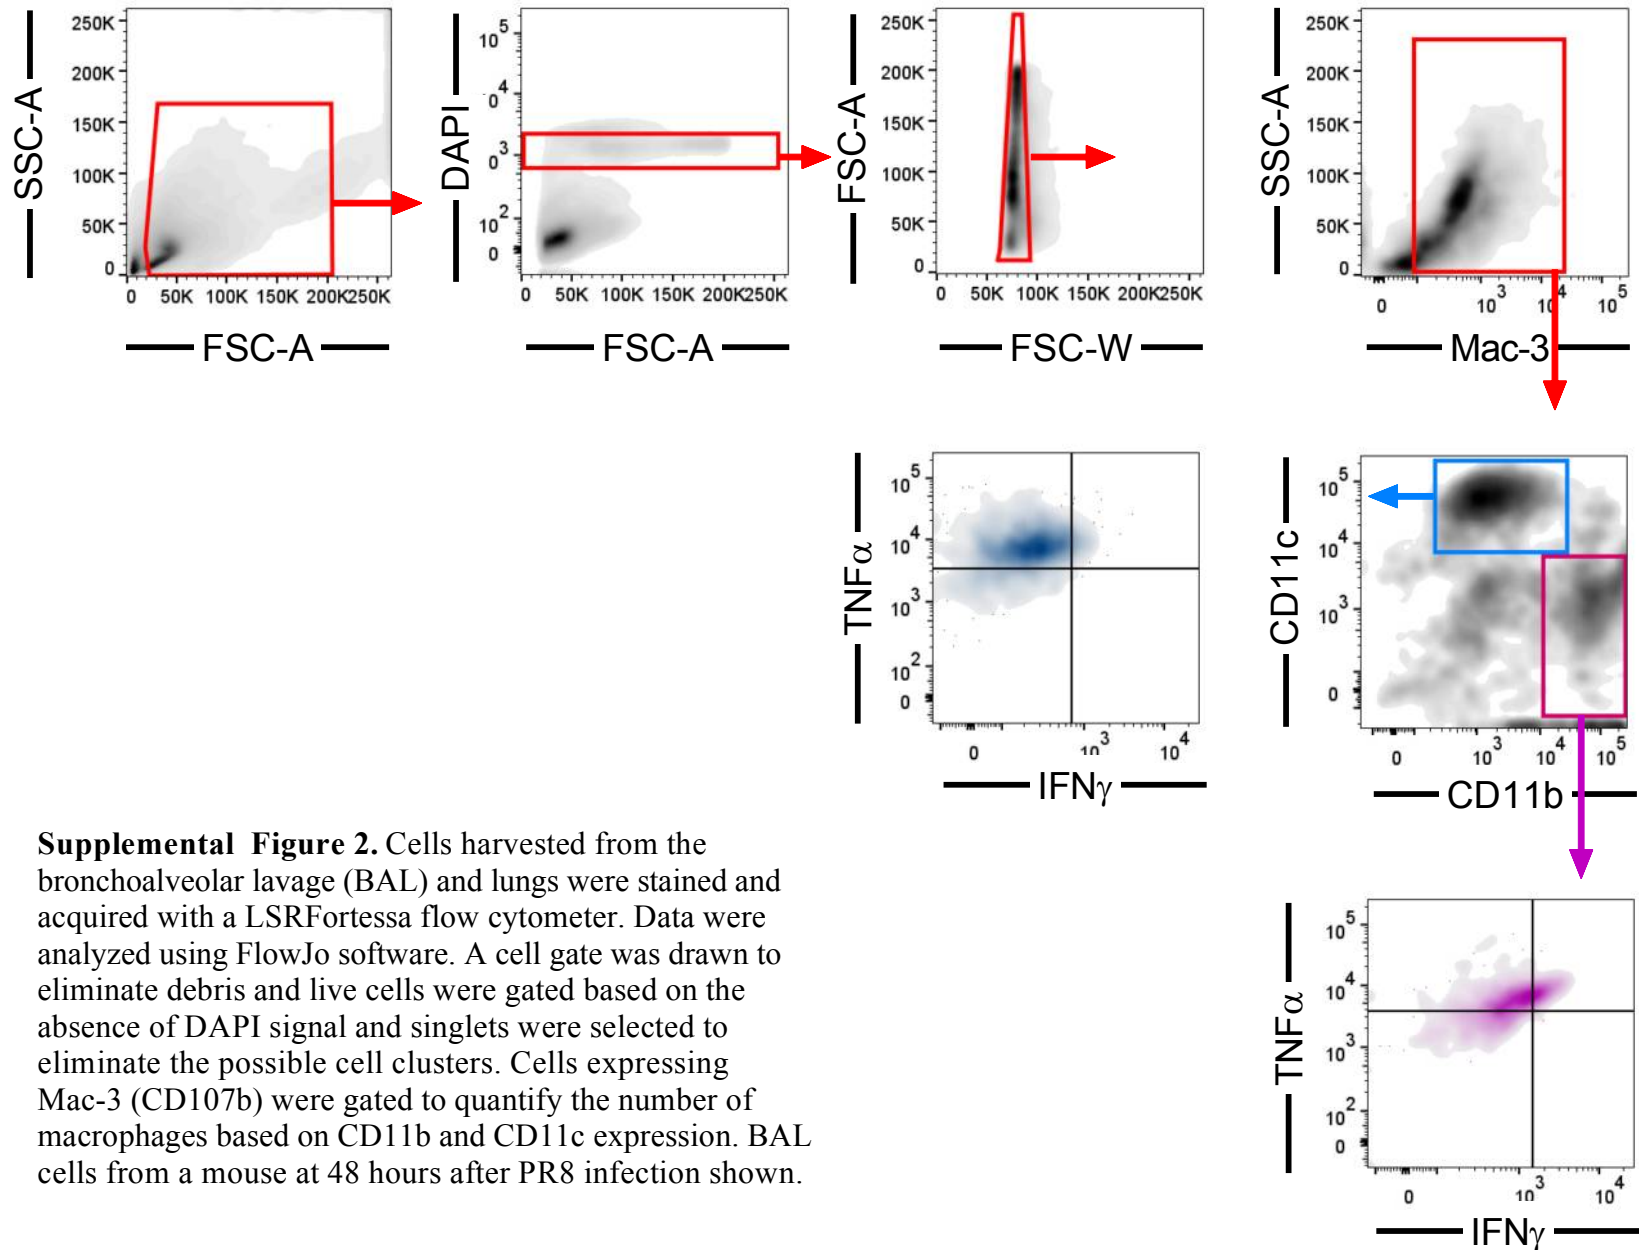 250K
200K
150K
100K
50K
0
SSC-A
0 50K 100K 150K 200K250K
FSC-A
10^5
0^4
0^3
10^2
0
DAPI
0 50K 100K 150K 200K250K
FSC-A
250K
200K
150K
100K
50K
0
FSC-A
0 50K 100K 150K 200K250K
FSC-W
250K
200K
150K
100K
50K
0
SSC-A
0 10^3 10^4 10^5
Mac-3
10^5
10^4
10^3
10^2
0
TNFα
0 10^3 10^4
IFNγ
10^5
10^4
10^3
0
CD11c
0 10^3 10^4 10^5
CD11b
Supplemental Figure 2. Cells harvested from the
bronchoalveolar lavage (BAL) and lungs were stained and
acquired with a LSRFortessa flow cytometer. Data were
analyzed using FlowJo software. A cell gate was drawn to
eliminate debris and live cells were gated based on the
absence of DAPI signal and singlets were selected to
eliminate the possible cell clusters. Cells expressing
Mac-3 (CD107b) were gated to quantify the number of
macrophages based on CD11b and CD11c expression. BAL
cells from a mouse at 48 hours after PR8 infection shown.
10^5
10^4
10^3
10^2
0
TNFα
0 10^3 10^4
IFNγ